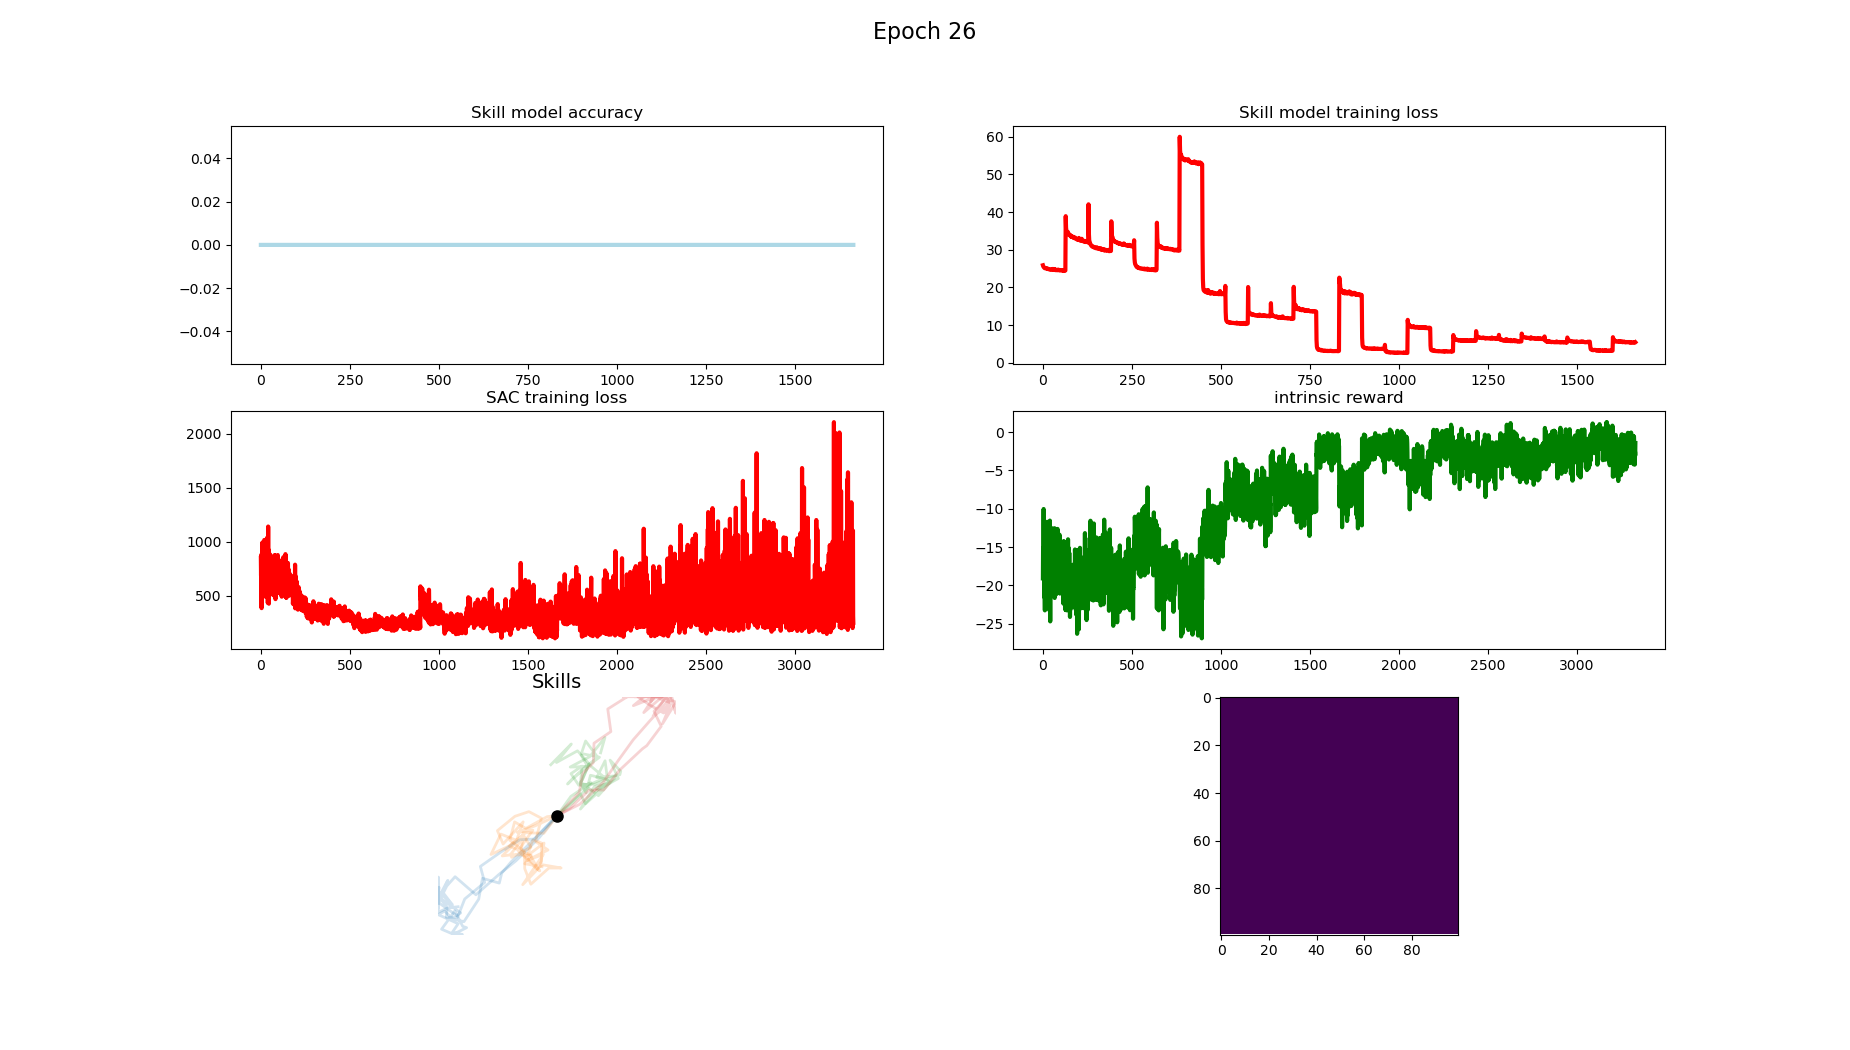 Epoch 26
Skill model accuracy
0.04
0.02
0.00
−0.02
−0.04
0 250 500 750 1000 1250 1500
Skill model training loss
60
50
40
30
20
10
0
0 250 500 750 1000 1250 1500
SAC training loss
2000
1500
1000
500
0 500 1000 1500 2000 2500 3000
intrinsic reward
0
−5
−10
−15
−20
−25
0 500 1000 1500 2000 2500 3000
Skills
0
20
40
60
80
0 20 40 60 80